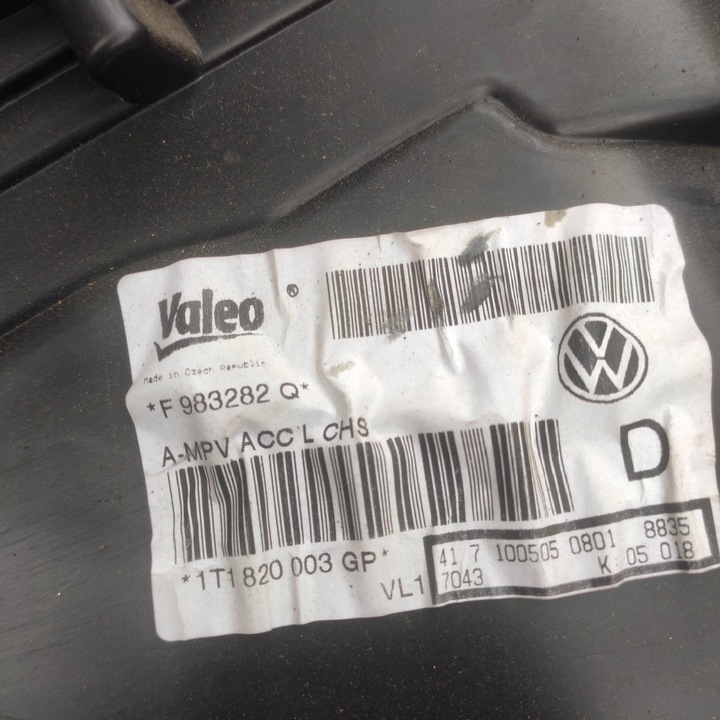 Valeo ®
Made in Czech Republic
*F 983282 Q*
A-MPV ACC L CHS
D
*1T1 820 003 GP*
VL1
41 7 100505 0801 8835
7043 K: 05 018